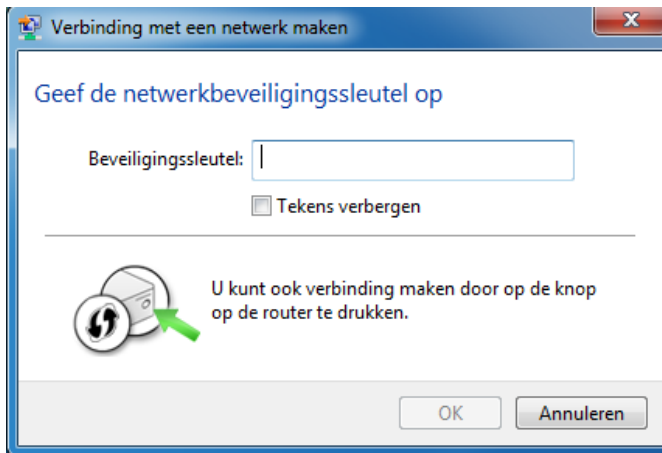 Verbinding met een netwerk maken
Geef de netwerkbeveiligingssleutel op
Beveiligingssleutel:
Tekens verbergen
U kunt ook verbinding maken door op de knop
op de router te drukken.
OK
Annuleren